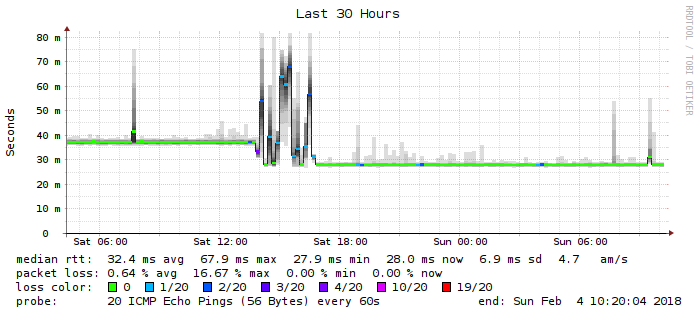 Last 30 Hours
RRDTOOL / TOBI OETIKER
Seconds
80 m
70 m
60 m
50 m
40 m
30 m
20 m
10 m
0
Sat 06:00 Sat 12:00 Sat 18:00 Sun 00:00 Sun 06:00
median rtt: 32.4 ms avg 67.9 ms max 27.9 ms min 28.0 ms now 6.9 ms sd 4.7 am/s
packet loss: 0.64 % avg 16.67 % max 0.00 % min 0.00 % now
loss color: 0 1/20 2/20 3/20 4/20 10/20 19/20
probe: 20 ICMP Echo Pings (56 Bytes) every 60s end: Sun Feb 4 10:20:04 2018